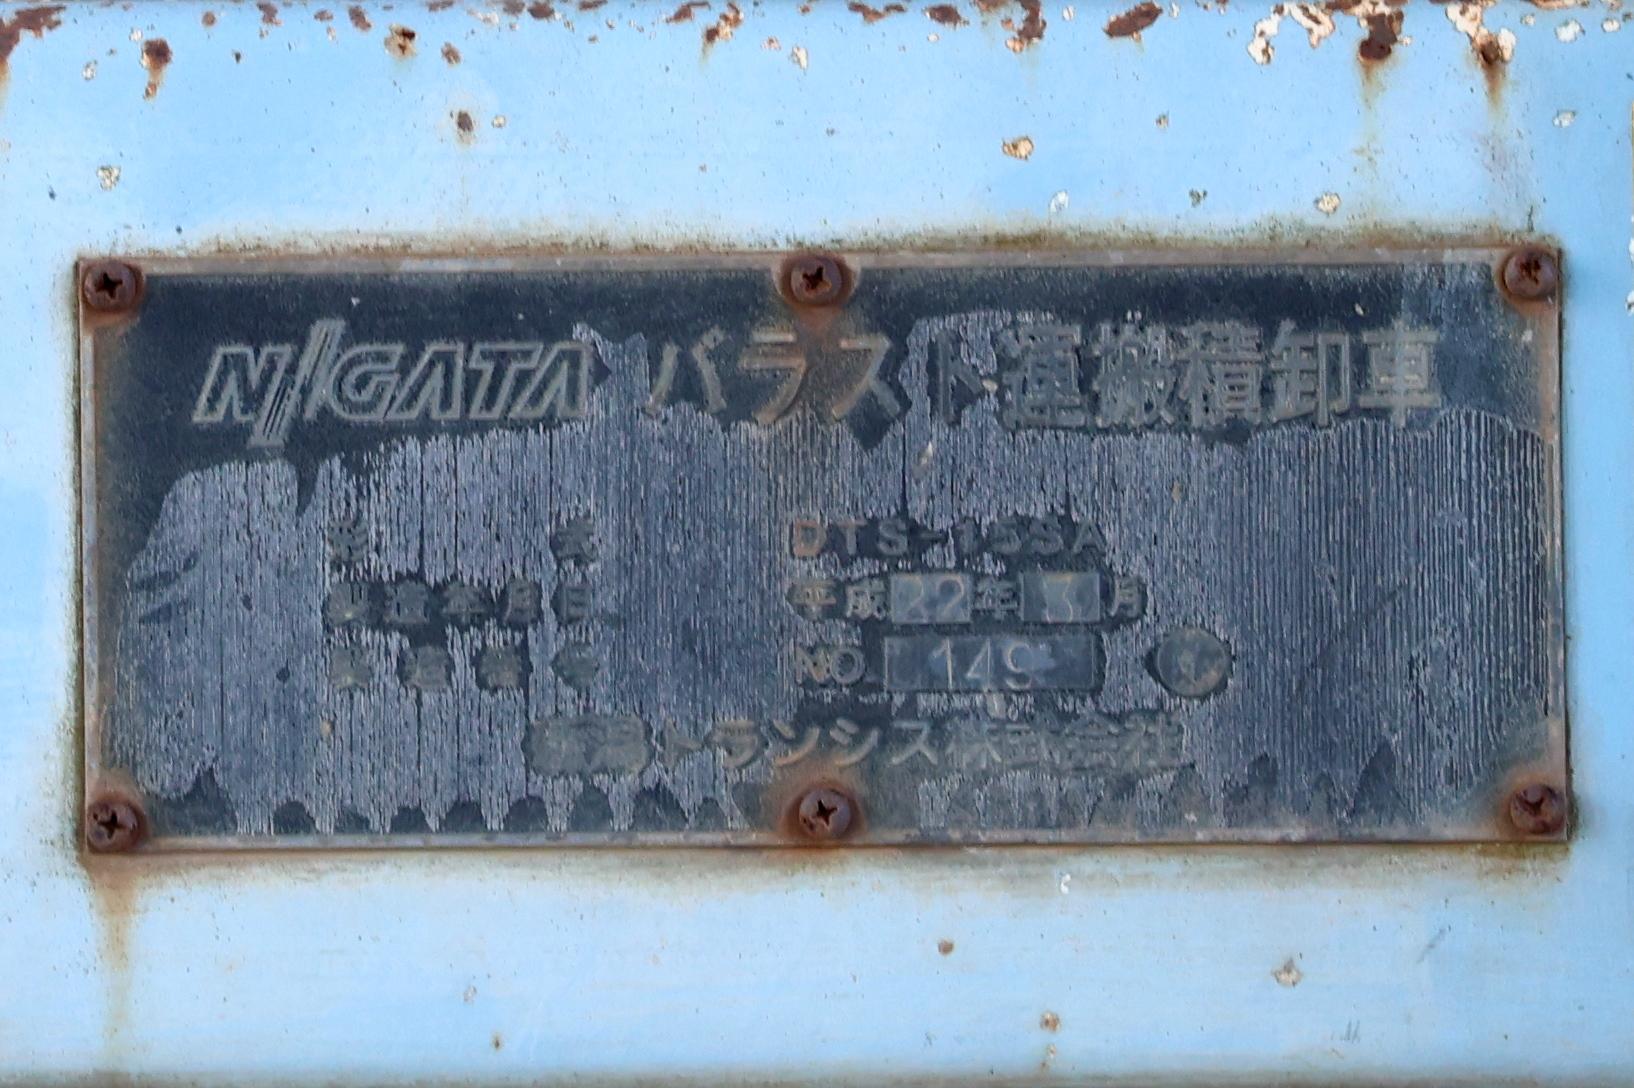 NIIGATA バラスト運搬積卸車
形式 DTS-15SA
製造年月日 平成22年3月
製造番号 NO. 149
新潟トランシス株式会社